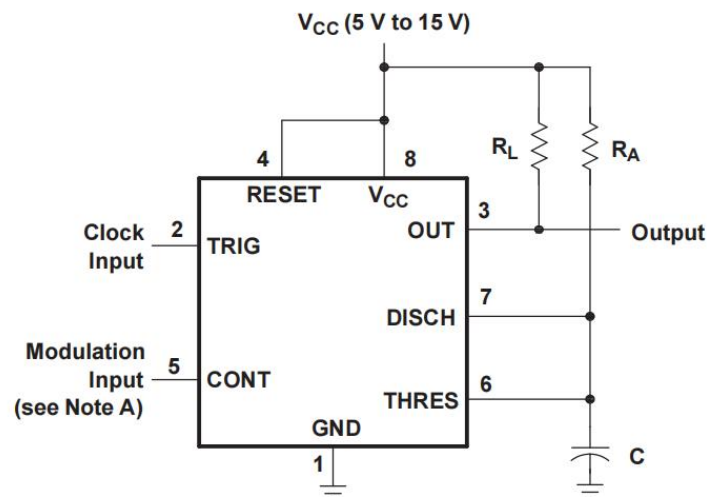 VCC (5 V to 15 V)
RL
RA
4
8
RESET
VCC
3
OUT
Output
Clock
Input
2
TRIG
7
DISCH
Modulation
Input
(see Note A)
5
CONT
6
THRES
GND
1
C